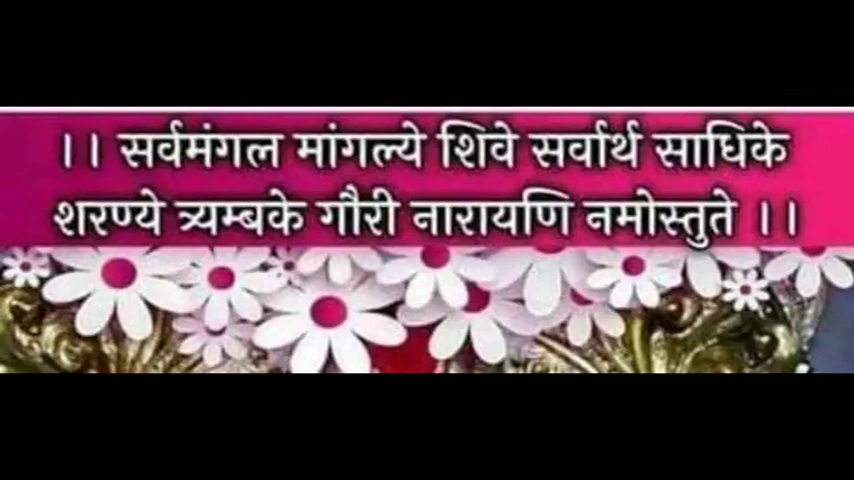 ।। सर्वमंगल मांगल्ये शिवे सर्वार्थ साधिके
शरण्ये त्र्यम्बके गौरी नारायणि नमोस्तुते ।।